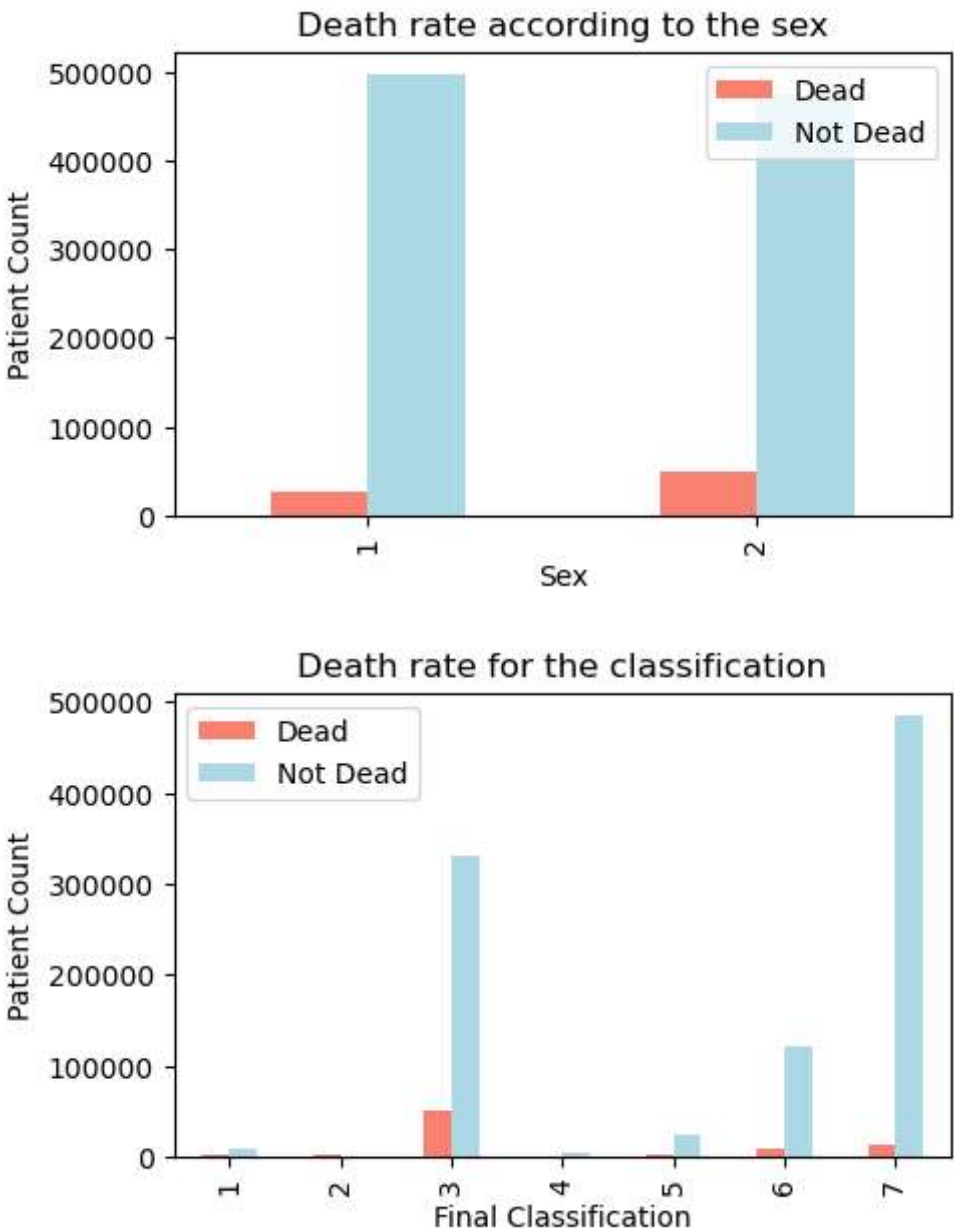 Death rate according to the sex
500000
400000
300000
200000
100000
0
Patient Count
Dead
Not Dead
1
2
Sex
Death rate for the classification
500000
400000
300000
200000
100000
0
Patient Count
Dead
Not Dead
1
2
3
4
5
6
7
Final Classification